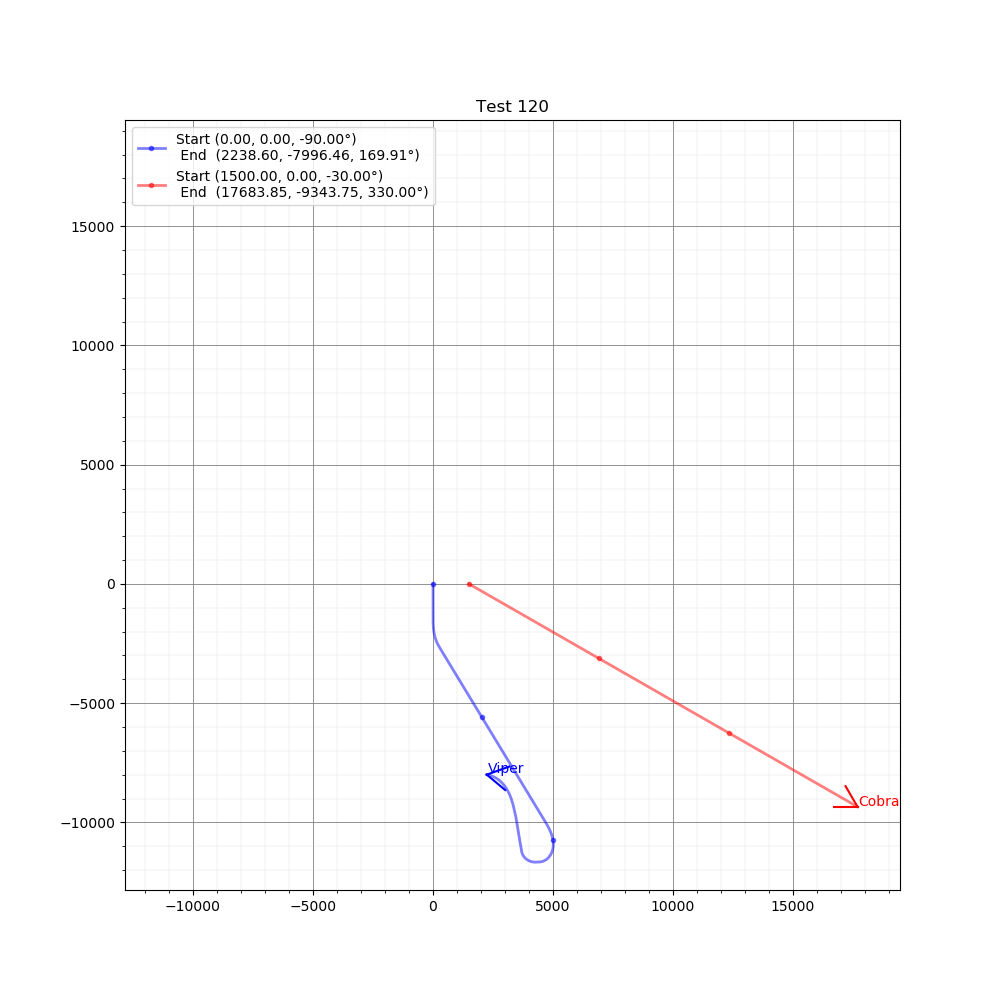 Test 120
Start (0.00, 0.00, -90.00°)
End  (2238.60, -7996.46, 169.91°)
Start (1500.00, 0.00, -30.00°)
End  (17683.85, -9343.75, 330.00°)
15000
10000
5000
0
−5000
−10000
Viper
Cobra
−10000
−5000
0
5000
10000
15000